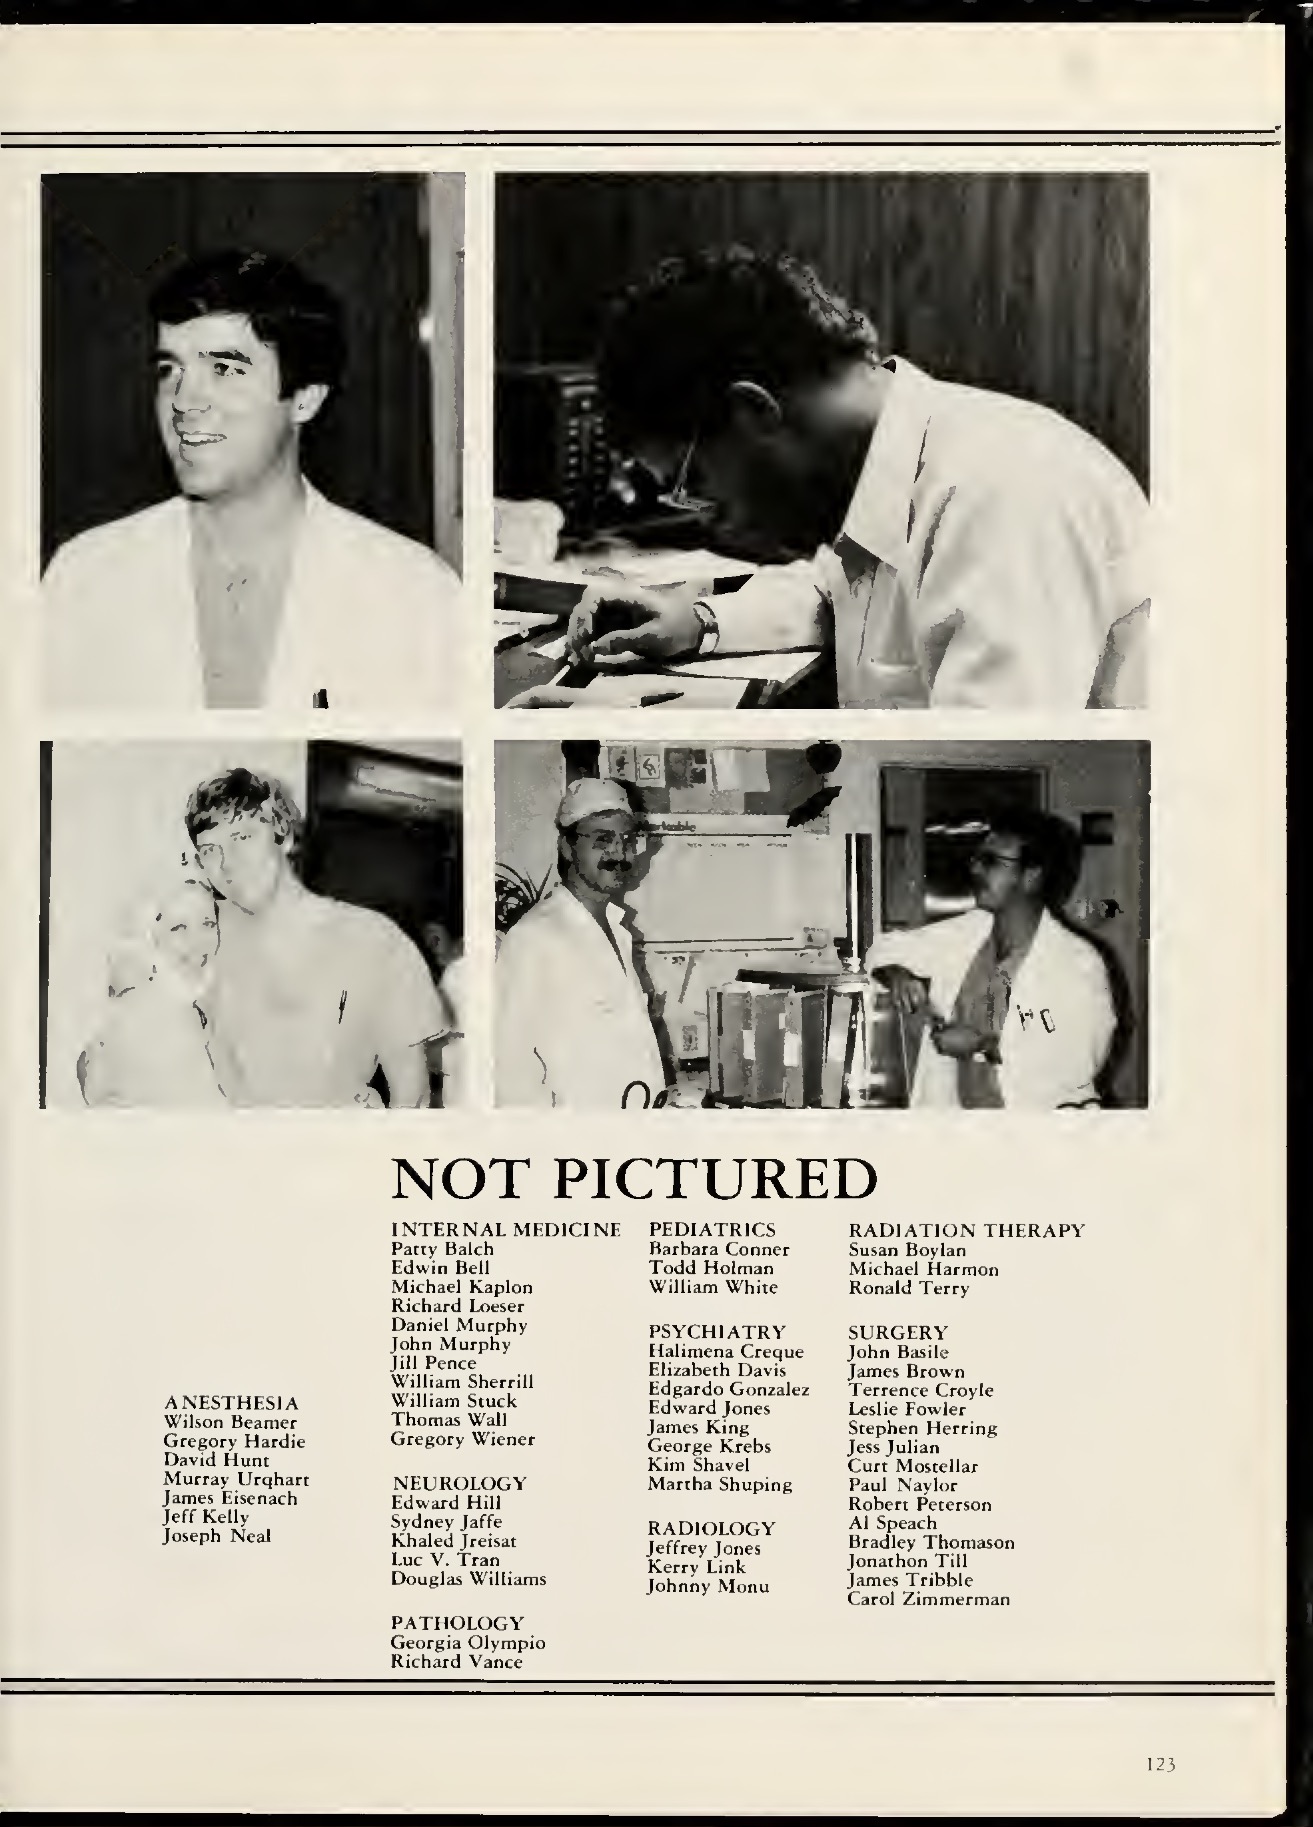 NOT PICTURED
ANESTHESIA
Wilson Beamer
Gregory Hardie
David Hunt
Murray Urqhart
James Eisenach
Jeff Kelly
Joseph Neal
INTERNAL MEDICINE
Patty Balch
Edwin Bell
Michael Kaplon
Richard Loeser
Daniel Murphy
John Murphy
Jill Pence
William Sherrill
William Stuck
Thomas Wall
Gregory Wiener
NEUROLOGY
Edward Hill
Sydney Jaffe
Khaled Jreisat
Luc V. Tran
Douglas Williams
PATHOLOGY
Georgia Olympio
Richard Vance
PEDIATRICS
Barbara Conner
Todd Holman
William White
PSYCHIATRY
Halimena Creque
Elizabeth Davis
Edgardo Gonzalez
Edward Jones
James King
George Krebs
Kim Shavel
Martha Shuping
RADIOLOGY
Jeffrey Jones
Kerry Link
Johnny Monu
RADIATION THERAPY
Susan Boylan
Michael Harmon
Ronald Terry
SURGERY
John Basile
James Brown
Terrence Croyle
Leslie Fowler
Stephen Herring
Jess Julian
Curt Mostellar
Paul Naylor
Robert Peterson
Al Speach
Bradley Thomason
Jonathon Till
James Tribble
Carol Zimmerman
123